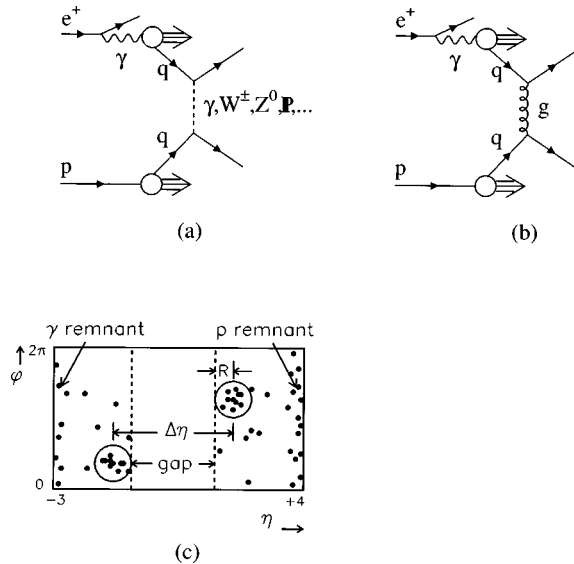 e⁺ γ q γ,W±,Z⁰,ℙ,... q p
(a)
e⁺ γ q g q p
(b)
γ remnant p remnant
2π
φ
R
Δη
gap
0
−3 +4
η
(c)